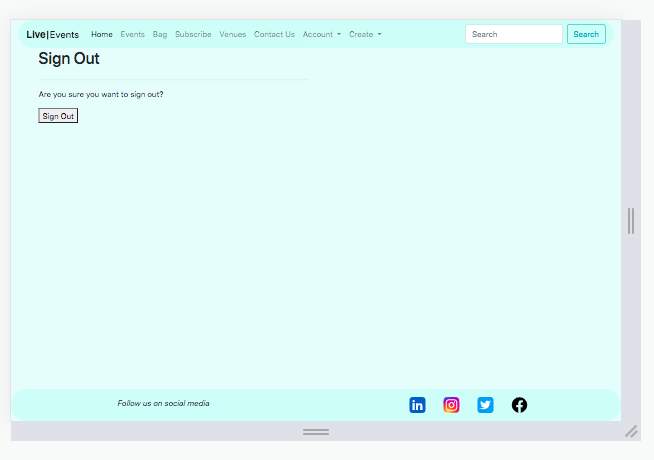 Live|Events Home Events Bag Subscribe Venues Contact Us Account Create Search Search
Sign Out
Are you sure you want to sign out?
Sign Out
Follow us on social media in